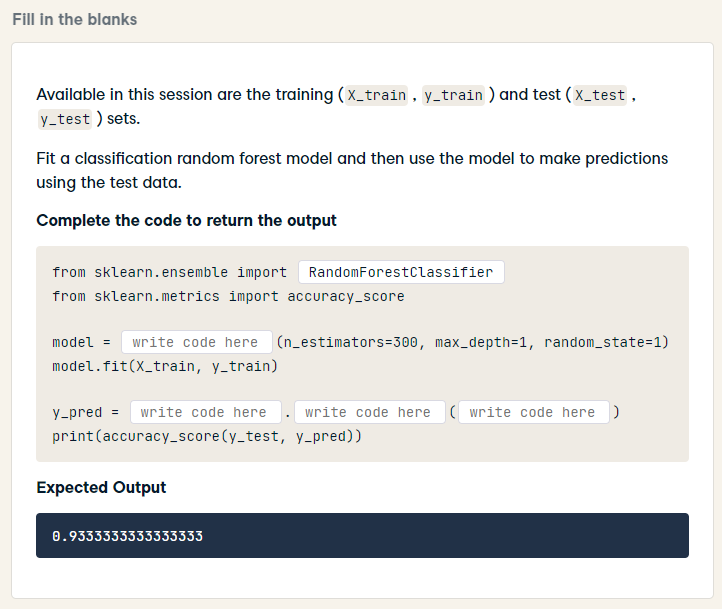 Fill in the blanks
Available in this session are the training ( X_train , y_train ) and test ( X_test ,
y_test ) sets.
Fit a classification random forest model and then use the model to make predictions
using the test data.
Complete the code to return the output
from sklearn.ensemble import RandomForestClassifier
from sklearn.metrics import accuracy_score
model = write code here (n_estimators=300, max_depth=1, random_state=1)
model.fit(X_train, y_train)
y_pred = write code here . write code here ( write code here )
print(accuracy_score(y_test, y_pred))
Expected Output
0.9333333333333333